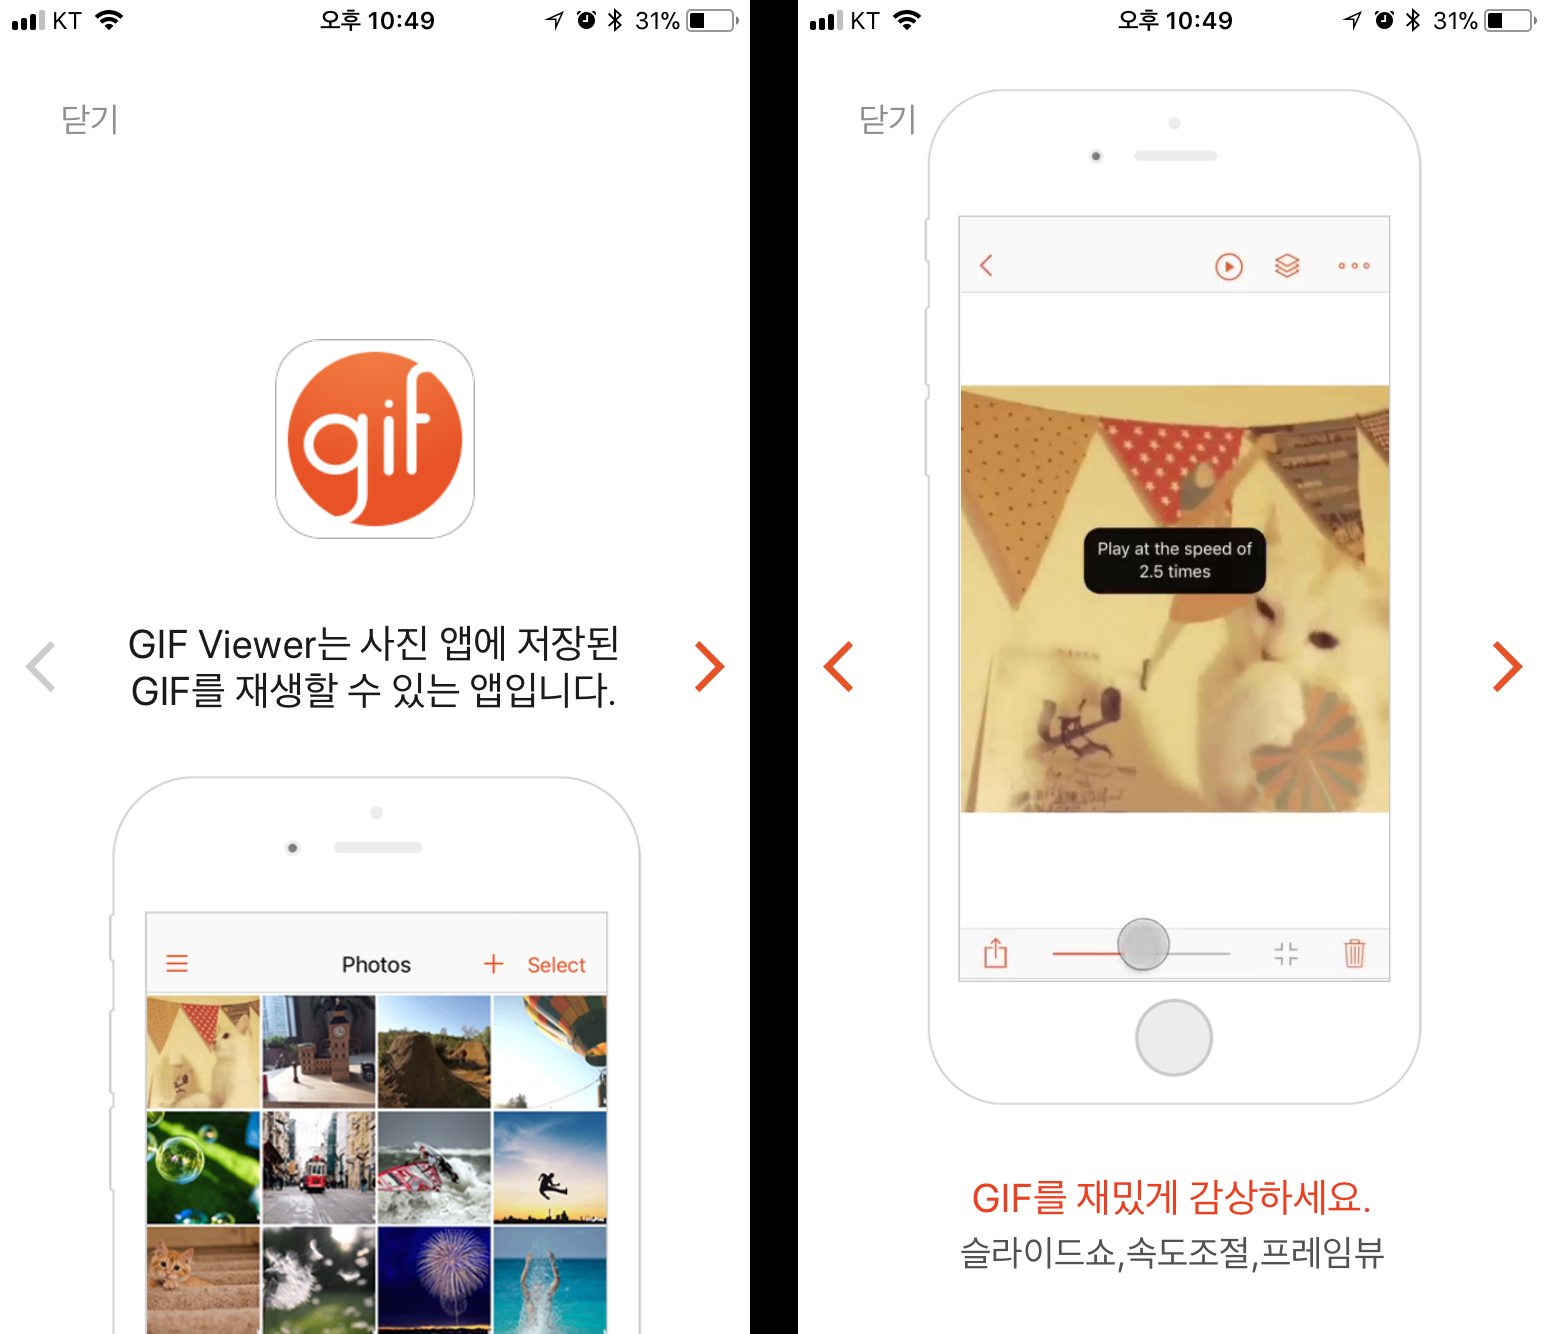 KT
오후 10:49
31%
닫기
gif
GIF Viewer는 사진 앱에 저장된
GIF를 재생할 수 있는 앱입니다.
Photos
Select
KT
오후 10:49
31%
닫기
Play at the speed of
2.5 times
GIF를 재밌게 감상하세요.
슬라이드쇼,속도조절,프레임뷰